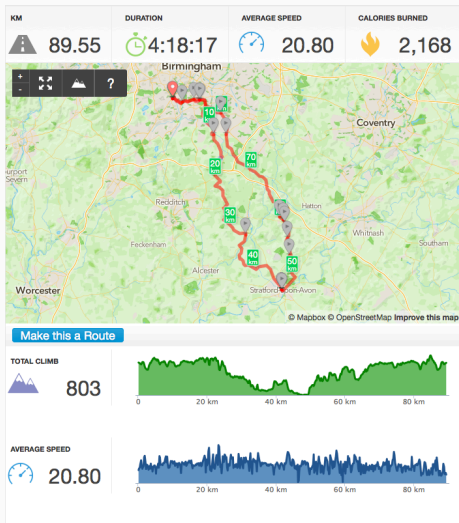 KM
89.55
DURATION
4:18:17
AVERAGE SPEED
20.80
CALORIES BURNED
2,168
+
-
?
Birmingham
Coventry
10
20
km
70
km
Hatton
Redditch
30
km
Whitnash
Southam
Feckenham
Alcester
40
km
50
km
Worcester
Stratford-upon-Avon
© Mapbox © OpenStreetMap Improve this map
Make this a Route
TOTAL CLIMB
803
0 20 km 40 km 60 km 80 km
AVERAGE SPEED
20.80
0 20 km 40 km 60 km 80 km